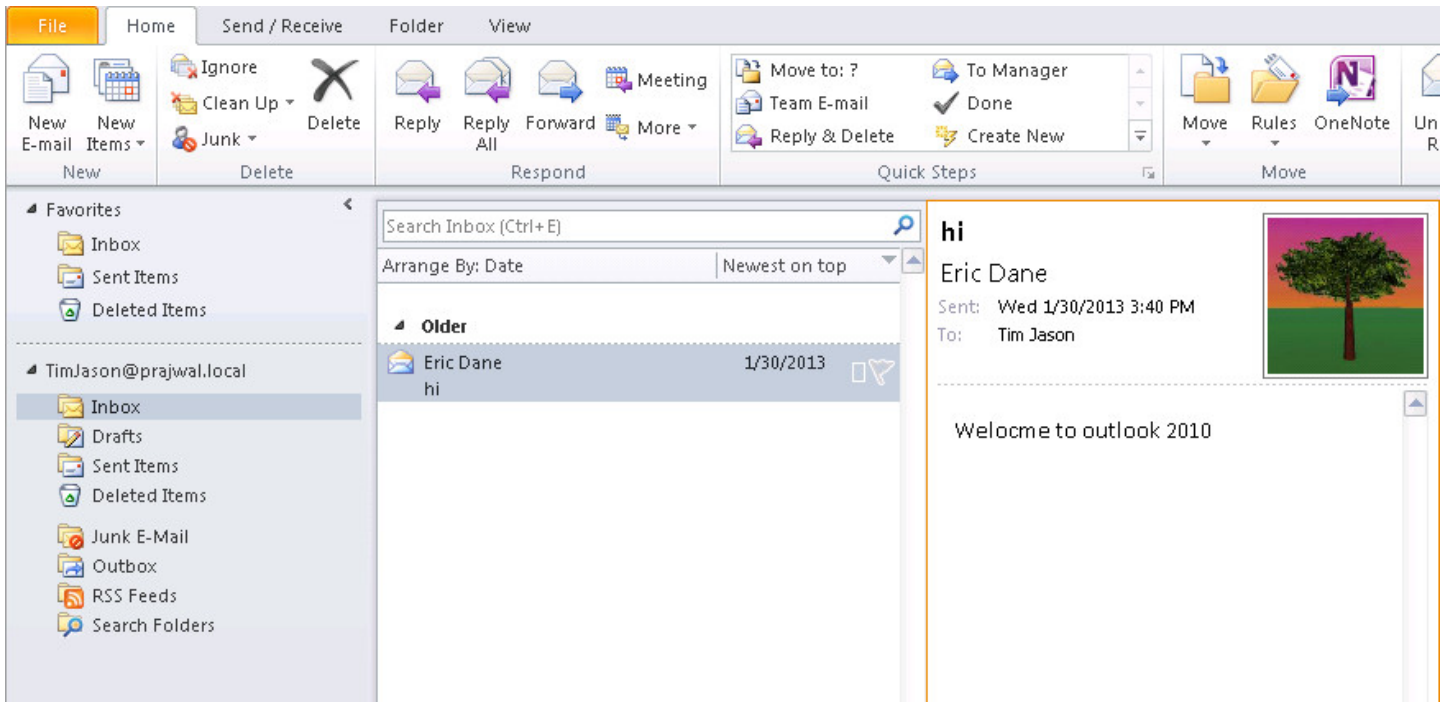 File Home Send / Receive Folder View
New E-mail
New Items
New
Ignore
Clean Up
Junk
Delete
Delete
Reply
Reply All
Forward
Meeting
More
Respond
Move to: ?
Team E-mail
Reply & Delete
To Manager
Done
Create New
Quick Steps
Move
Rules
OneNote
Move
Un
R
Favorites
Inbox
Sent Items
Deleted Items
TimJason@prajwal.local
Inbox
Drafts
Sent Items
Deleted Items
Junk E-Mail
Outbox
RSS Feeds
Search Folders
Search Inbox (Ctrl+E)
Arrange By: Date Newest on top
Older
Eric Dane 1/30/2013
hi
hi
Eric Dane
Sent: Wed 1/30/2013 3:40 PM
To: Tim Jason
Welocme to outlook 2010